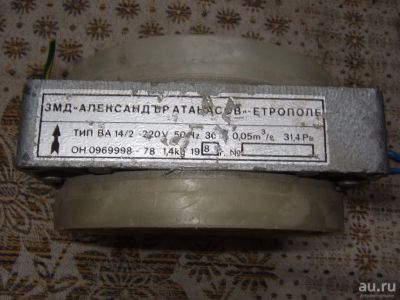 ЗМД-"АЛЕКСАНДЪР АТАНАСОВ"-ЕТРОПОЛЕ
ТИП ВА 14/2 -220V 50Hz 36 0,05m³/s 31,4Pa
ОН 0969998 - 78 1,4kg 198 г. №
au.ru